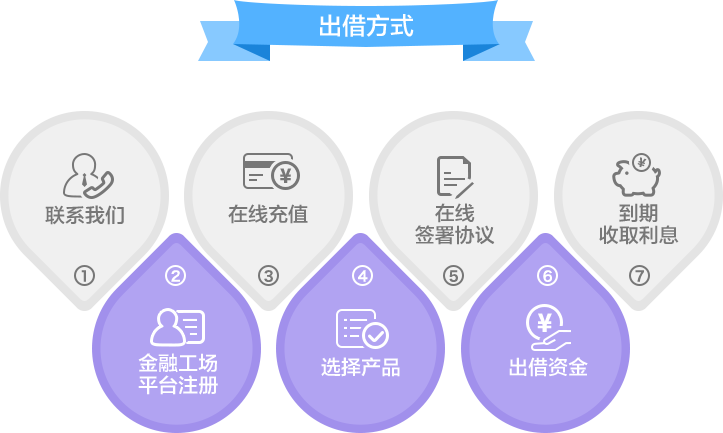 出借方式
联系我们
①
②
金融工场
平台注册
在线充值
③
④
选择产品
在线
签署协议
⑤
⑥
出借资金
到期
收取利息
⑦